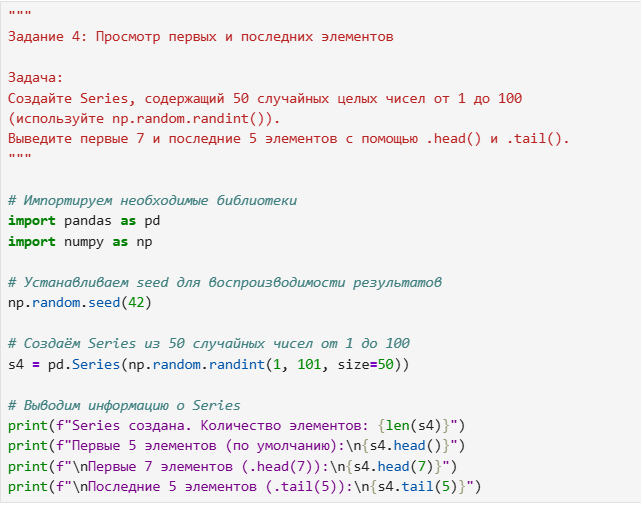 """
Задание 4: Просмотр первых и последних элементов
Задача:
Создайте Series, содержащий 50 случайных целых чисел от 1 до 100
(используйте np.random.randint()).
Выведите первые 7 и последние 5 элементов с помощью .head() и .tail().
"""
# Импортируем необходимые библиотеки
import pandas as pd
import numpy as np
# Устанавливаем seed для воспроизводимости результатов
np.random.seed(42)
# Создаём Series из 50 случайных чисел от 1 до 100
s4 = pd.Series(np.random.randint(1, 101, size=50))
# Выводим информацию о Series
print(f"Series создана. Количество элементов: {len(s4)}")
print(f"Первые 5 элементов (по умолчанию):\n{s4.head()}")
print(f"\nПервые 7 элементов (.head(7)):\n{s4.head(7)}")
print(f"\nПоследние 5 элементов (.tail(5)):\n{s4.tail(5)}")